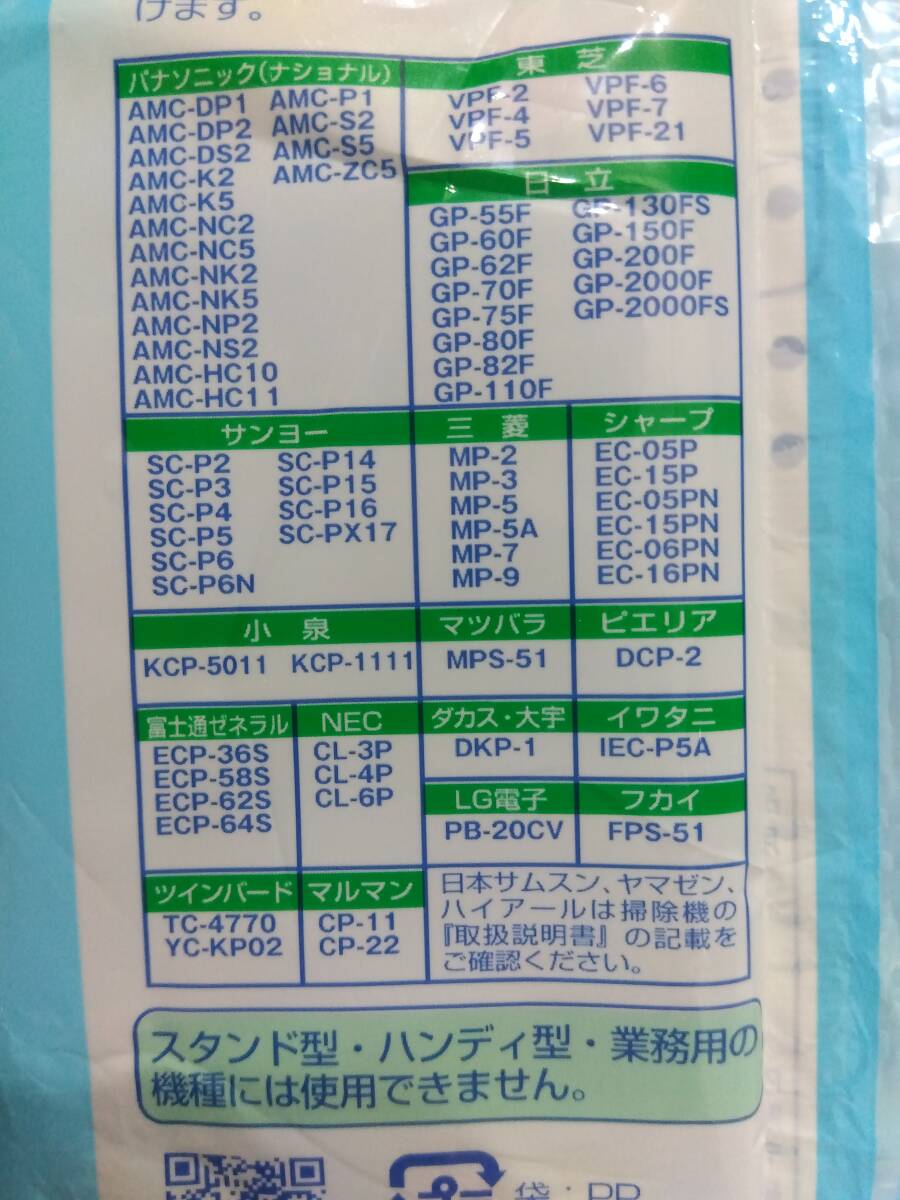 けます。
パナソニック(ナショナル)
AMC-DP1 AMC-P1
AMC-DP2 AMC-S2
AMC-DS2 AMC-S5
AMC-K2 AMC-ZC5
AMC-K5
AMC-NC2
AMC-NC5
AMC-NK2
AMC-NK5
AMC-NP2
AMC-NS2
AMC-HC10
AMC-HC11
東芝
VPF-2 VPF-6
VPF-4 VPF-7
VPF-5 VPF-21
日立
GP-55F GP-130FS
GP-60F GP-150F
GP-62F GP-200F
GP-70F GP-2000F
GP-75F GP-2000FS
GP-80F
GP-82F
GP-110F
サンヨー
SC-P2 SC-P14
SC-P3 SC-P15
SC-P4 SC-P16
SC-P5 SC-PX17
SC-P6
SC-P6N
三菱
MP-2
MP-3
MP-5
MP-5A
MP-7
MP-9
シャープ
EC-05P
EC-15P
EC-05PN
EC-15PN
EC-06PN
EC-16PN
小泉
KCP-5011 KCP-1111
マツバラ
MPS-51
ピエリア
DCP-2
富士通ゼネラル
ECP-36S
ECP-58S
ECP-62S
ECP-64S
NEC
CL-3P
CL-4P
CL-6P
ダカス・大宇
DKP-1
イワタニ
IEC-P5A
LG電子
PB-20CV
フカイ
FPS-51
ツインバード
TC-4770
YC-KP02
マルマン
CP-11
CP-22
日本サムスン、ヤマゼン、
ハイアールは掃除機の
『取扱説明書』の記載を
ご確認ください。
スタンド型・ハンディ型・業務用の
機種には使用できません。
袋:PP